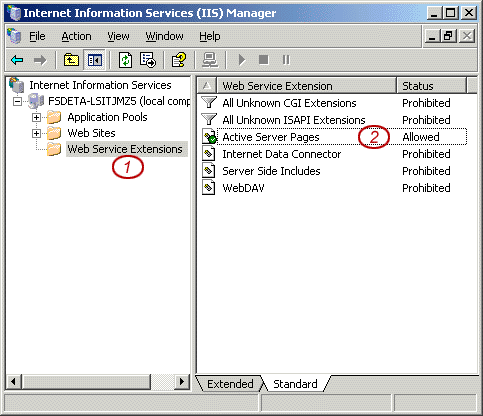 Internet Information Services (IIS) Manager
File Action View Window Help
Internet Information Services
FSDETA-LSITJMZ5 (local comp
Application Pools
Web Sites
Web Service Extensions
1
Web Service Extension Status
All Unknown CGI Extensions Prohibited
All Unknown ISAPI Extensions Prohibited
Active Server Pages 2 Allowed
Internet Data Connector Prohibited
Server Side Includes Prohibited
WebDAV Prohibited
Extended Standard